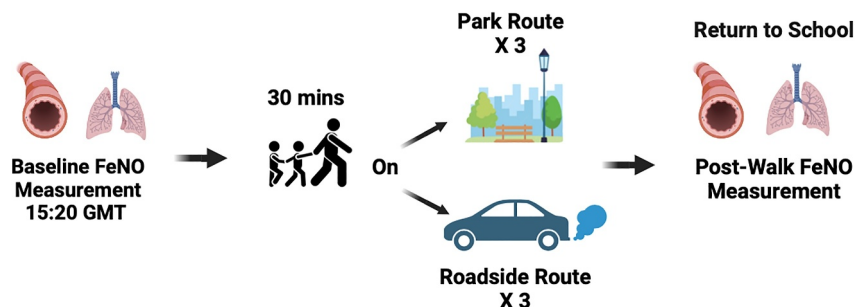 Baseline FeNO
Measurement
15:20 GMT
30 mins
On
Park Route
X 3
Roadside Route
X 3
Return to School
Post-Walk FeNO
Measurement